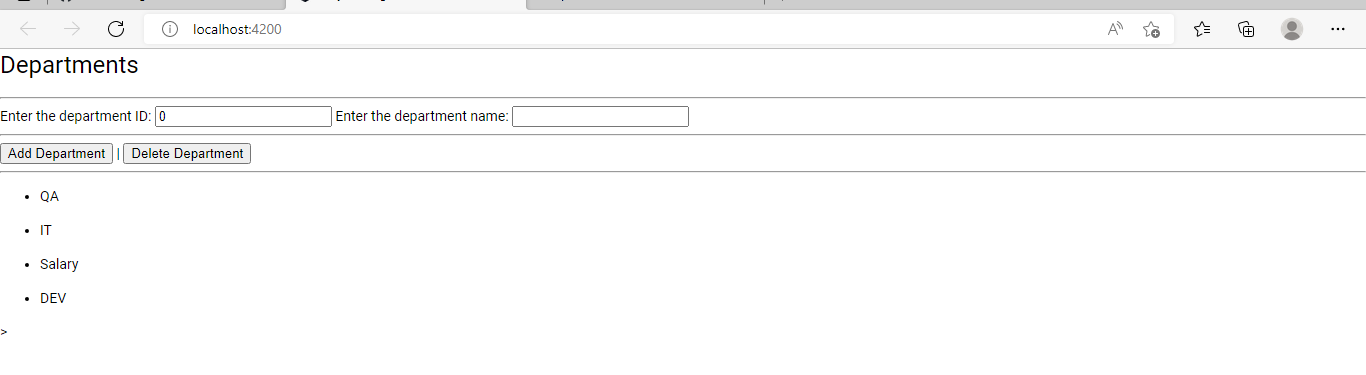 localhost:4200
Departments
Enter the department ID: 0 Enter the department name:
Add Department | Delete Department
QA
IT
Salary
DEV
>